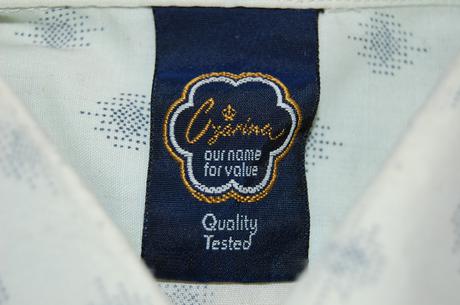 Czarina
our name
for value
Quality
Tested